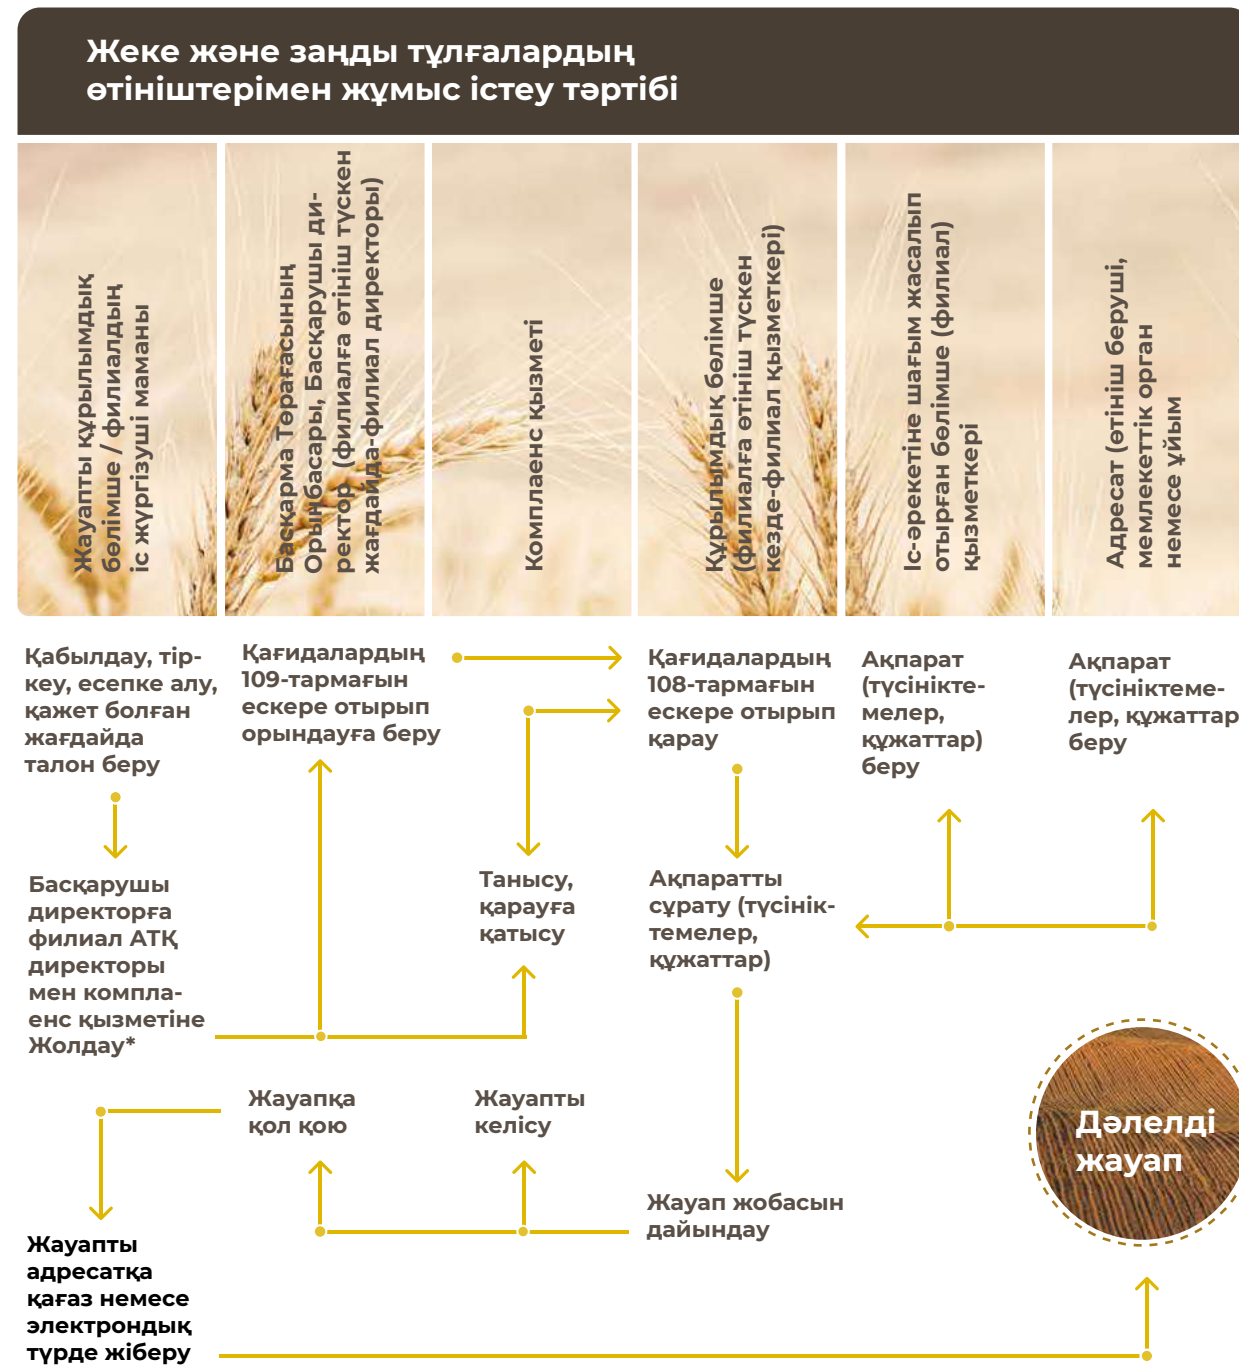 Жеке және заңды тұлғалардың
өтініштерімен жұмыс істеу тәртібі
Жауапты құрылымдық
бөлімше / филиалдың
іс жүргізуші маманы
Басқарма Төрағасының
Орынбасары, Басқарушы ди-
ректор (филиалға өтініш түскен
жағдайда-филиал директоры)
Комплаенс қызметі
Құрылымдық бөлімше
(филиалға өтініш түскен
кезде-филиал қызметкері)
Іс-әрекетіне шағым жасалып
отырған бөлімше (филиал)
қызметкері
Адресат (өтініш беруші,
мемлекеттік орган
немесе ұйым
Қабылдау, тір-
кеу, есепке алу,
қажет болған
жағдайда
талон беру
Қағидалардың
109-тармағын
ескере отырып
орындауға беру
Қағидалардың
108-тармағын
ескере отырып
қарау
Ақпарат
(түсінікте-
мелер,
құжаттар)
беру
Ақпарат
(түсініктеме-
лер, құжаттар
беру
Басқарушы
директорға
филиал АТҚ
директоры
мен компла-
енс қызметіне
Жолдау*
Танысу,
қарауға
қатысу
Ақпаратты
сұрату (түсінік-
темелер,
құжаттар)
Жауапқа
қол қою
Жауапты
келісу
Дәлелді
жауап
Жауап жобасын
дайындау
Жауапты
адресатқа
қағаз немесе
электрондық
түрде жіберу